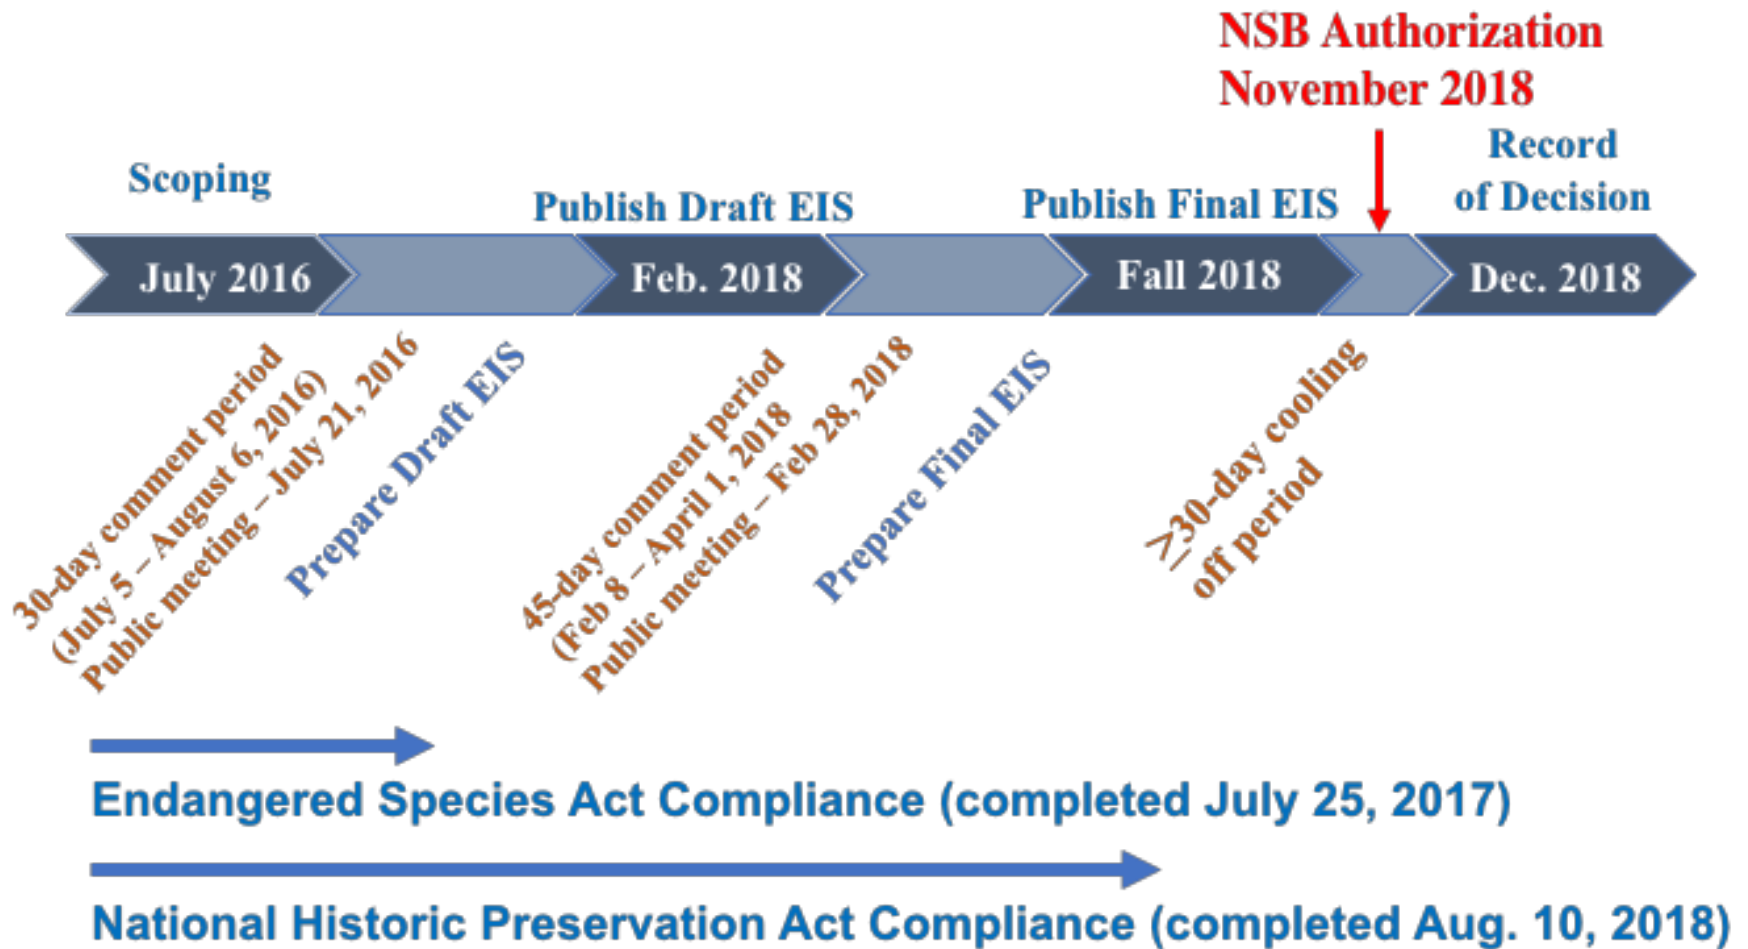 NSB Authorization
November 2018
Scoping
Publish Draft EIS
Publish Final EIS
Record
of Decision
July 2016
Feb. 2018
Fall 2018
Dec. 2018
30-day comment period
(July 5 – August 6, 2016)
Public meeting – July 21, 2016
Prepare Draft EIS
45-day comment period
(Feb 8 – April 1, 2018
Public meeting – Feb 28, 2018
Prepare Final EIS
≥30-day cooling
off period
Endangered Species Act Compliance (completed July 25, 2017)
National Historic Preservation Act Compliance (completed Aug. 10, 2018)